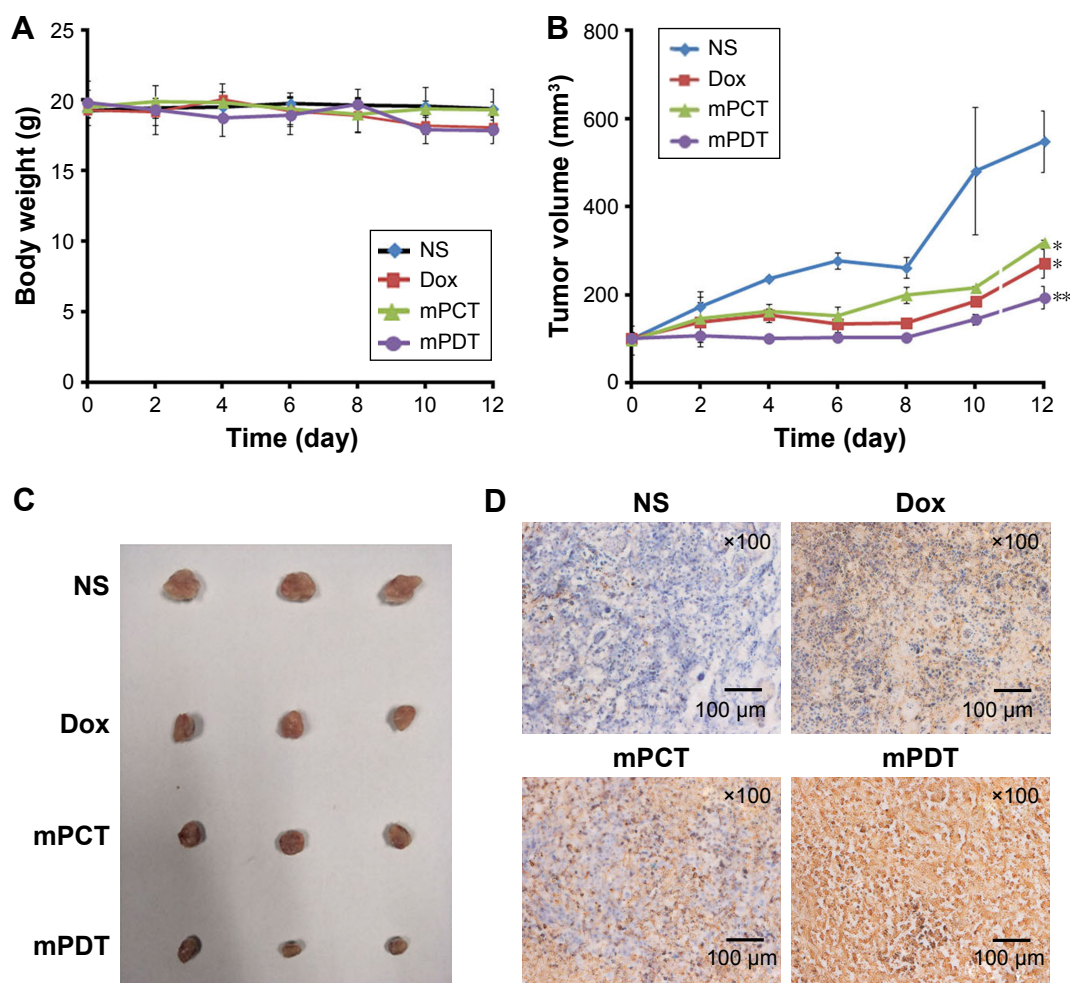 A
Body weight (g)
25
20
15
10
5
0
NS
Dox
mPCT
mPDT
0 2 4 6 8 10 12
Time (day)
B
Tumor volume (mm³)
800
600
400
200
0
NS
Dox
mPCT
mPDT
*
*
**
0 2 4 6 8 10 12
Time (day)
C
NS
Dox
mPCT
mPDT
D
NS
×100
100 µm
Dox
×100
100 µm
mPCT
×100
100 µm
mPDT
×100
100 µm